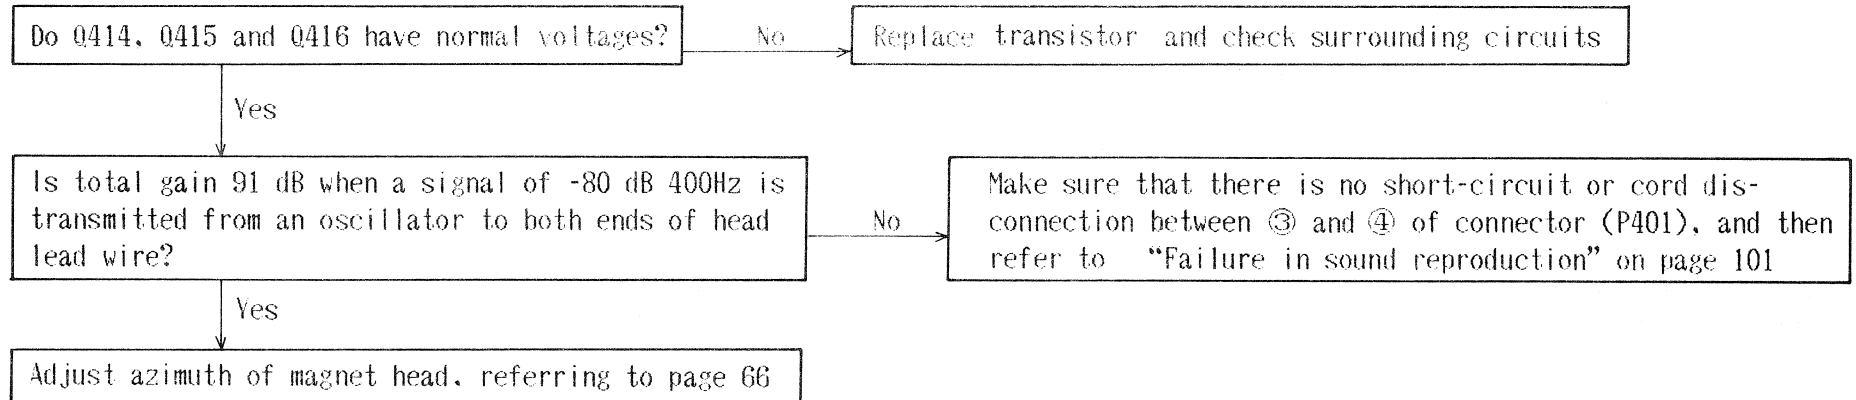 Do Q414. Q415 and Q416 have normal voltages?
No
Replace transistor and check surrounding circuits
Yes
Is total gain 91 dB when a signal of -80 dB 400Hz is
transmitted from an oscillator to both ends of head
lead wire?
No
Make sure that there is no short-circuit or cord dis-
connection between ③ and ④ of connector (P401), and then
refer to “Failure in sound reproduction” on page 101
Yes
Adjust azimuth of magnet head. referring to page 66